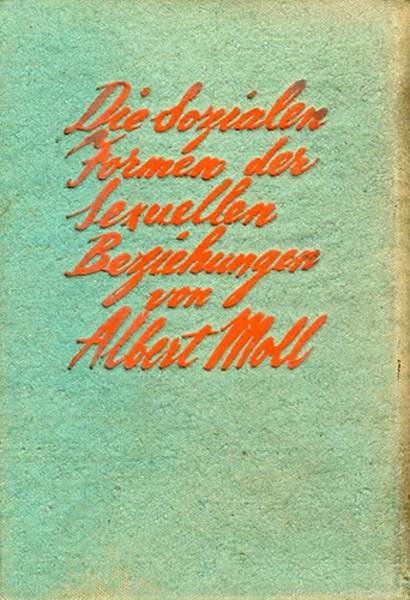 Die Sozialen
Formen der
Sexuellen
Beziehungen
von
Albert Moll